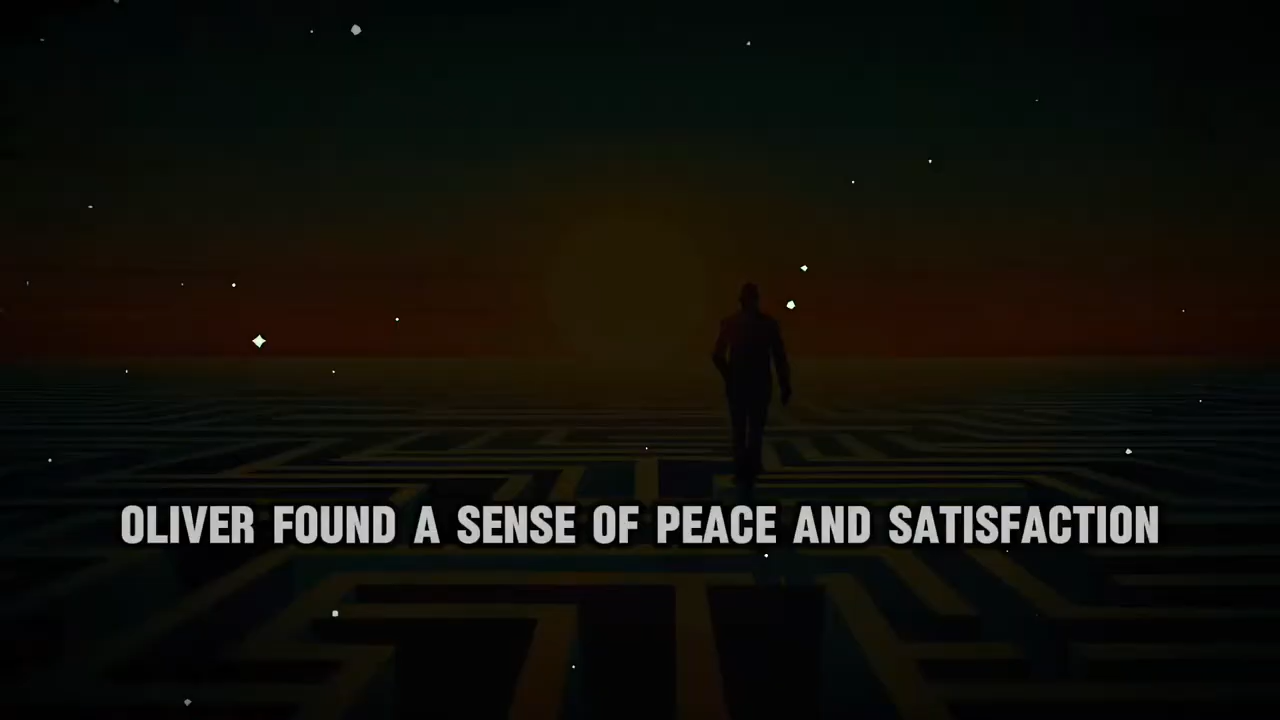 OLIVER FOUND A SENSE OF PEACE AND SATISFACTION